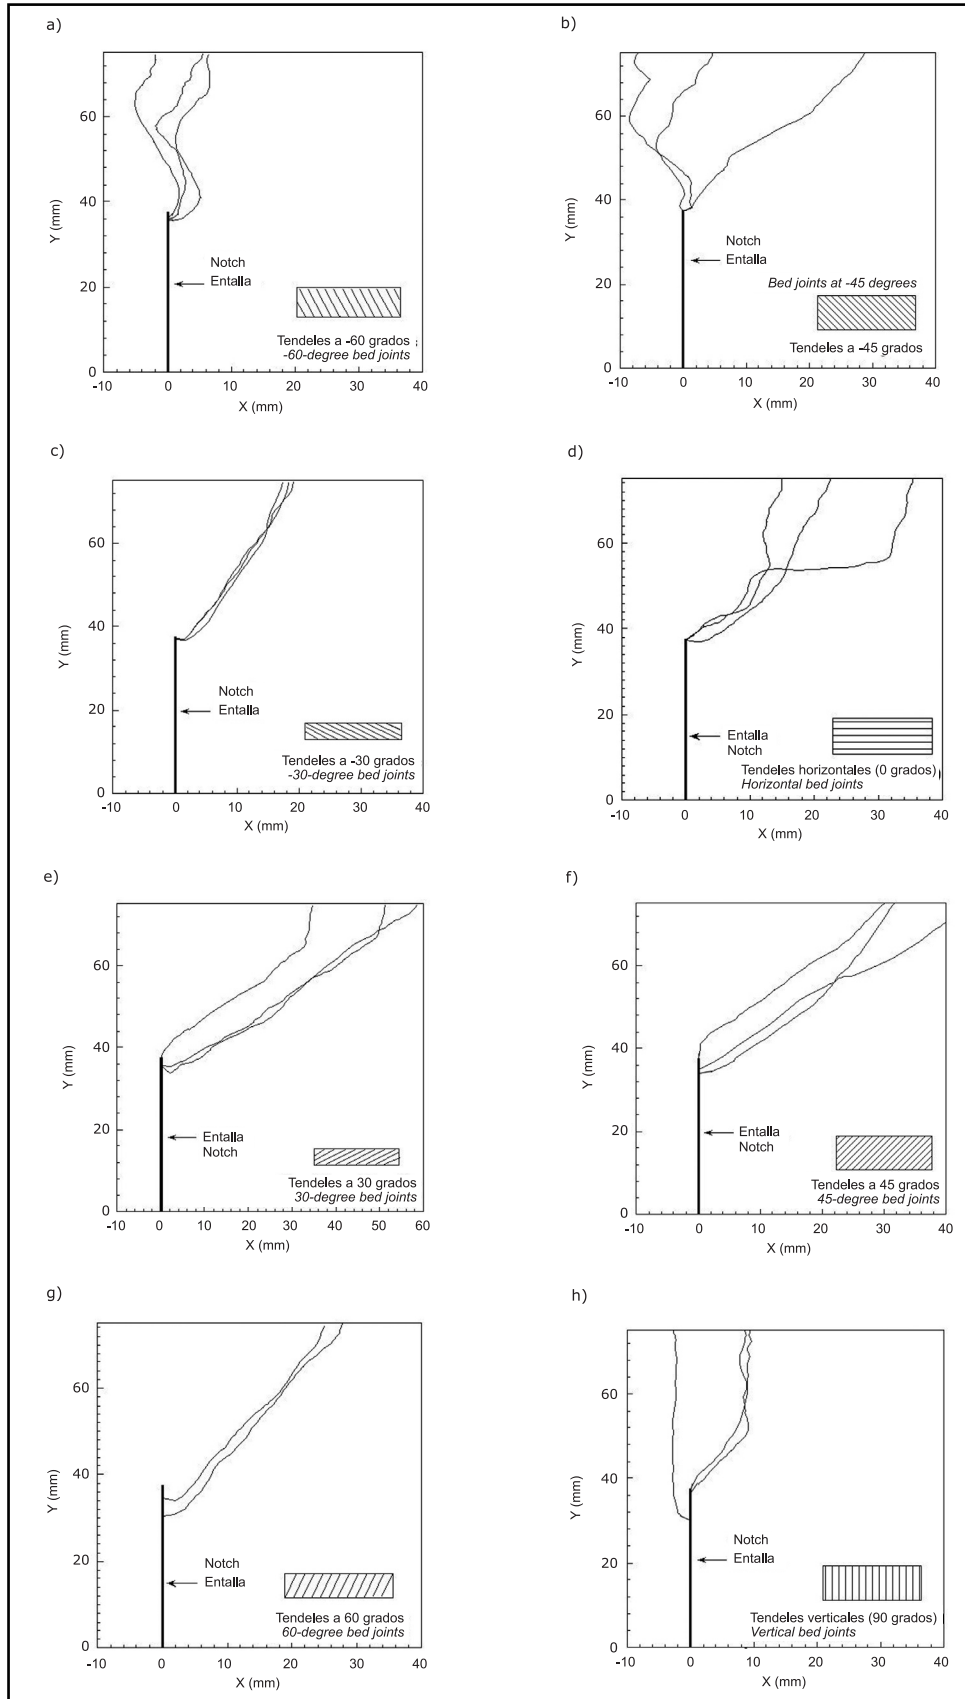 a)
60
40
20
0
-10
0
10
20
30
40
Y (mm)
X (mm)
Notch
Entalla
Tendeles a -60 grados
-60-degree bed joints
b)
60
40
20
0
-10
0
10
20
30
40
Y (mm)
X (mm)
Notch
Entalla
Bed joints at -45 degrees
Tendeles a -45 grados
c)
60
40
20
0
-10
0
10
20
30
40
Y (mm)
X (mm)
Notch
Entalla
Tendeles a -30 grados
-30-degree bed joints
d)
60
40
20
0
-10
0
10
20
30
40
Y (mm)
X (mm)
Entalla
Notch
Tendeles horizontales (0 grados)
Horizontal bed joints
e)
60
40
20
0
-10
0
10
20
30
40
50
60
Y (mm)
X (mm)
Entalla
Notch
Tendeles a 30 grados
30-degree bed joints
f)
60
40
20
0
-10
0
10
20
30
40
Y (mm)
X (mm)
Entalla
Notch
Tendeles a 45 grados
45-degree bed joints
g)
60
40
20
0
-10
0
10
20
30
40
Y (mm)
X (mm)
Notch
Entalla
Tendeles a 60 grados
60-degree bed joints
h)
60
40
20
0
-10
0
10
20
30
40
Y (mm)
X (mm)
Notch
Entalla
Tendeles verticales (90 grados)
Vertical bed joints